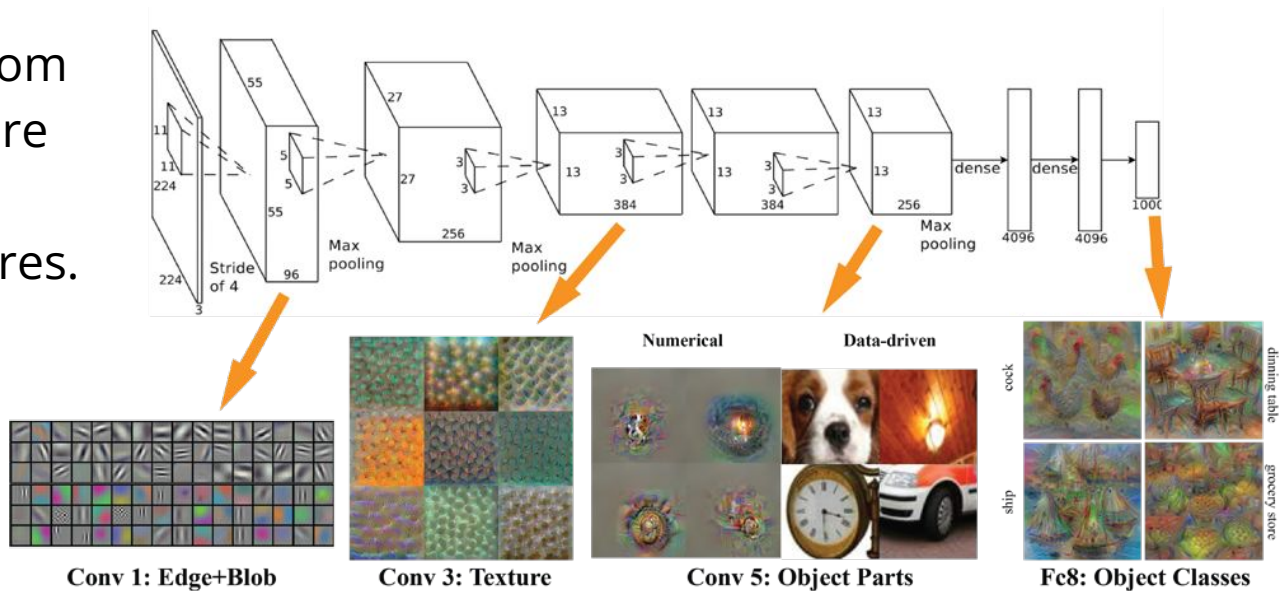 om
re
res.
11
11
224
224
3
Stride
of 4
55
5
5
55
96
Max
pooling
27
27
256
3
3
Max
pooling
13
13
384
3
3
13
13
384
3
3
13
13
256
Max
pooling
dense
4096
dense
4096
1000
Numerical
Data-driven
cock
ship
dinning table
grocery store
Conv 1: Edge+Blob
Conv 3: Texture
Conv 5: Object Parts
Fc8: Object Classes